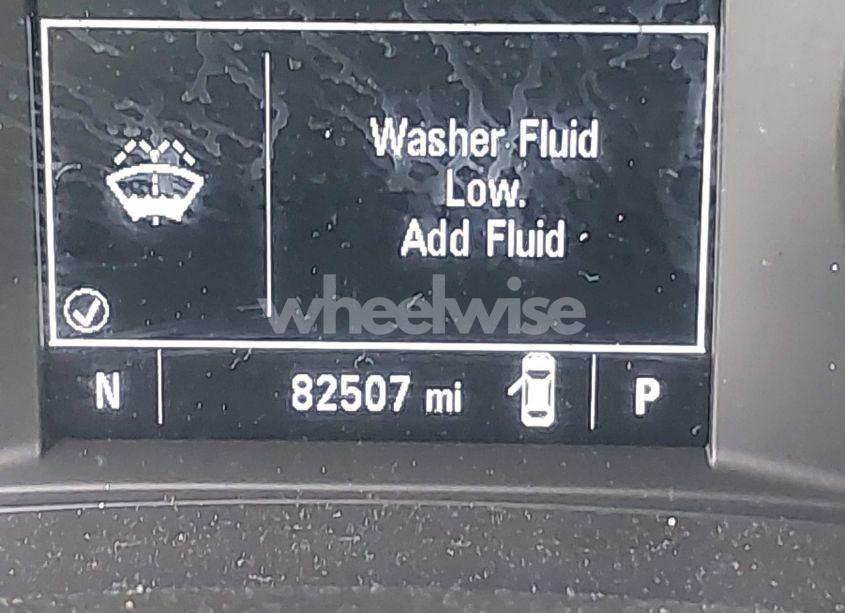 Washer Fluid
Low.
Add Fluid
wheelwise
N 82507 mi P